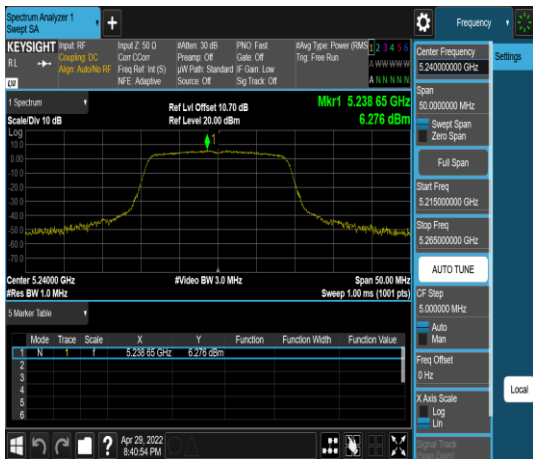 Spectrum Analyzer 1
Swept SA
+
Frequency
KEYSIGHT
RL
Input: RF
Coupling: DC
Align: Auto/No RF
Input Z: 50 Ω
Corr CCorr
Freq Ref: Int (S)
NFE: Adaptive
#Atten: 30 dB
Preamp: Off
µW Path: Standard
Source: Off
PNO: Fast
Gate: Off
IF Gain: Low
Sig Track: Off
#Avg Type: Power (RMS
Trig: Free Run
1 2 3 4 5 6
A W W W W W
A N N N N N
LXI
1 Spectrum
Scale/Div 10 dB
Ref Lvl Offset 10.70 dB
Ref Level 20.00 dBm
Mkr1 5.238 65 GHz
6.276 dBm
Log
10.0
0.00
-10.0
-20.0
-30.0
-40.0
-50.0
-60.0
-70.0
1
Center 5.24000 GHz
#Res BW 1.0 MHz
#Video BW 3.0 MHz
Span 50.00 MHz
Sweep 1.00 ms (1001 pts)
5 Marker Table
Mode Trace Scale X Y Function Function Width Function Value
1 N 1 f 5.238 65 GHz 6.276 dBm
2
3
4
5
6
Apr 29, 2022
8:40:54 PM
Center Frequency
5.240000000 GHz
Span
50.0000000 MHz
Swept Span
Zero Span
Full Span
Start Freq
5.215000000 GHz
Stop Freq
5.265000000 GHz
AUTO TUNE
CF Step
5.000000 MHz
Auto
Man
Freq Offset
0 Hz
X Axis Scale
Log
Lin
Signal Track
(Span Zoom)
Settings
Local